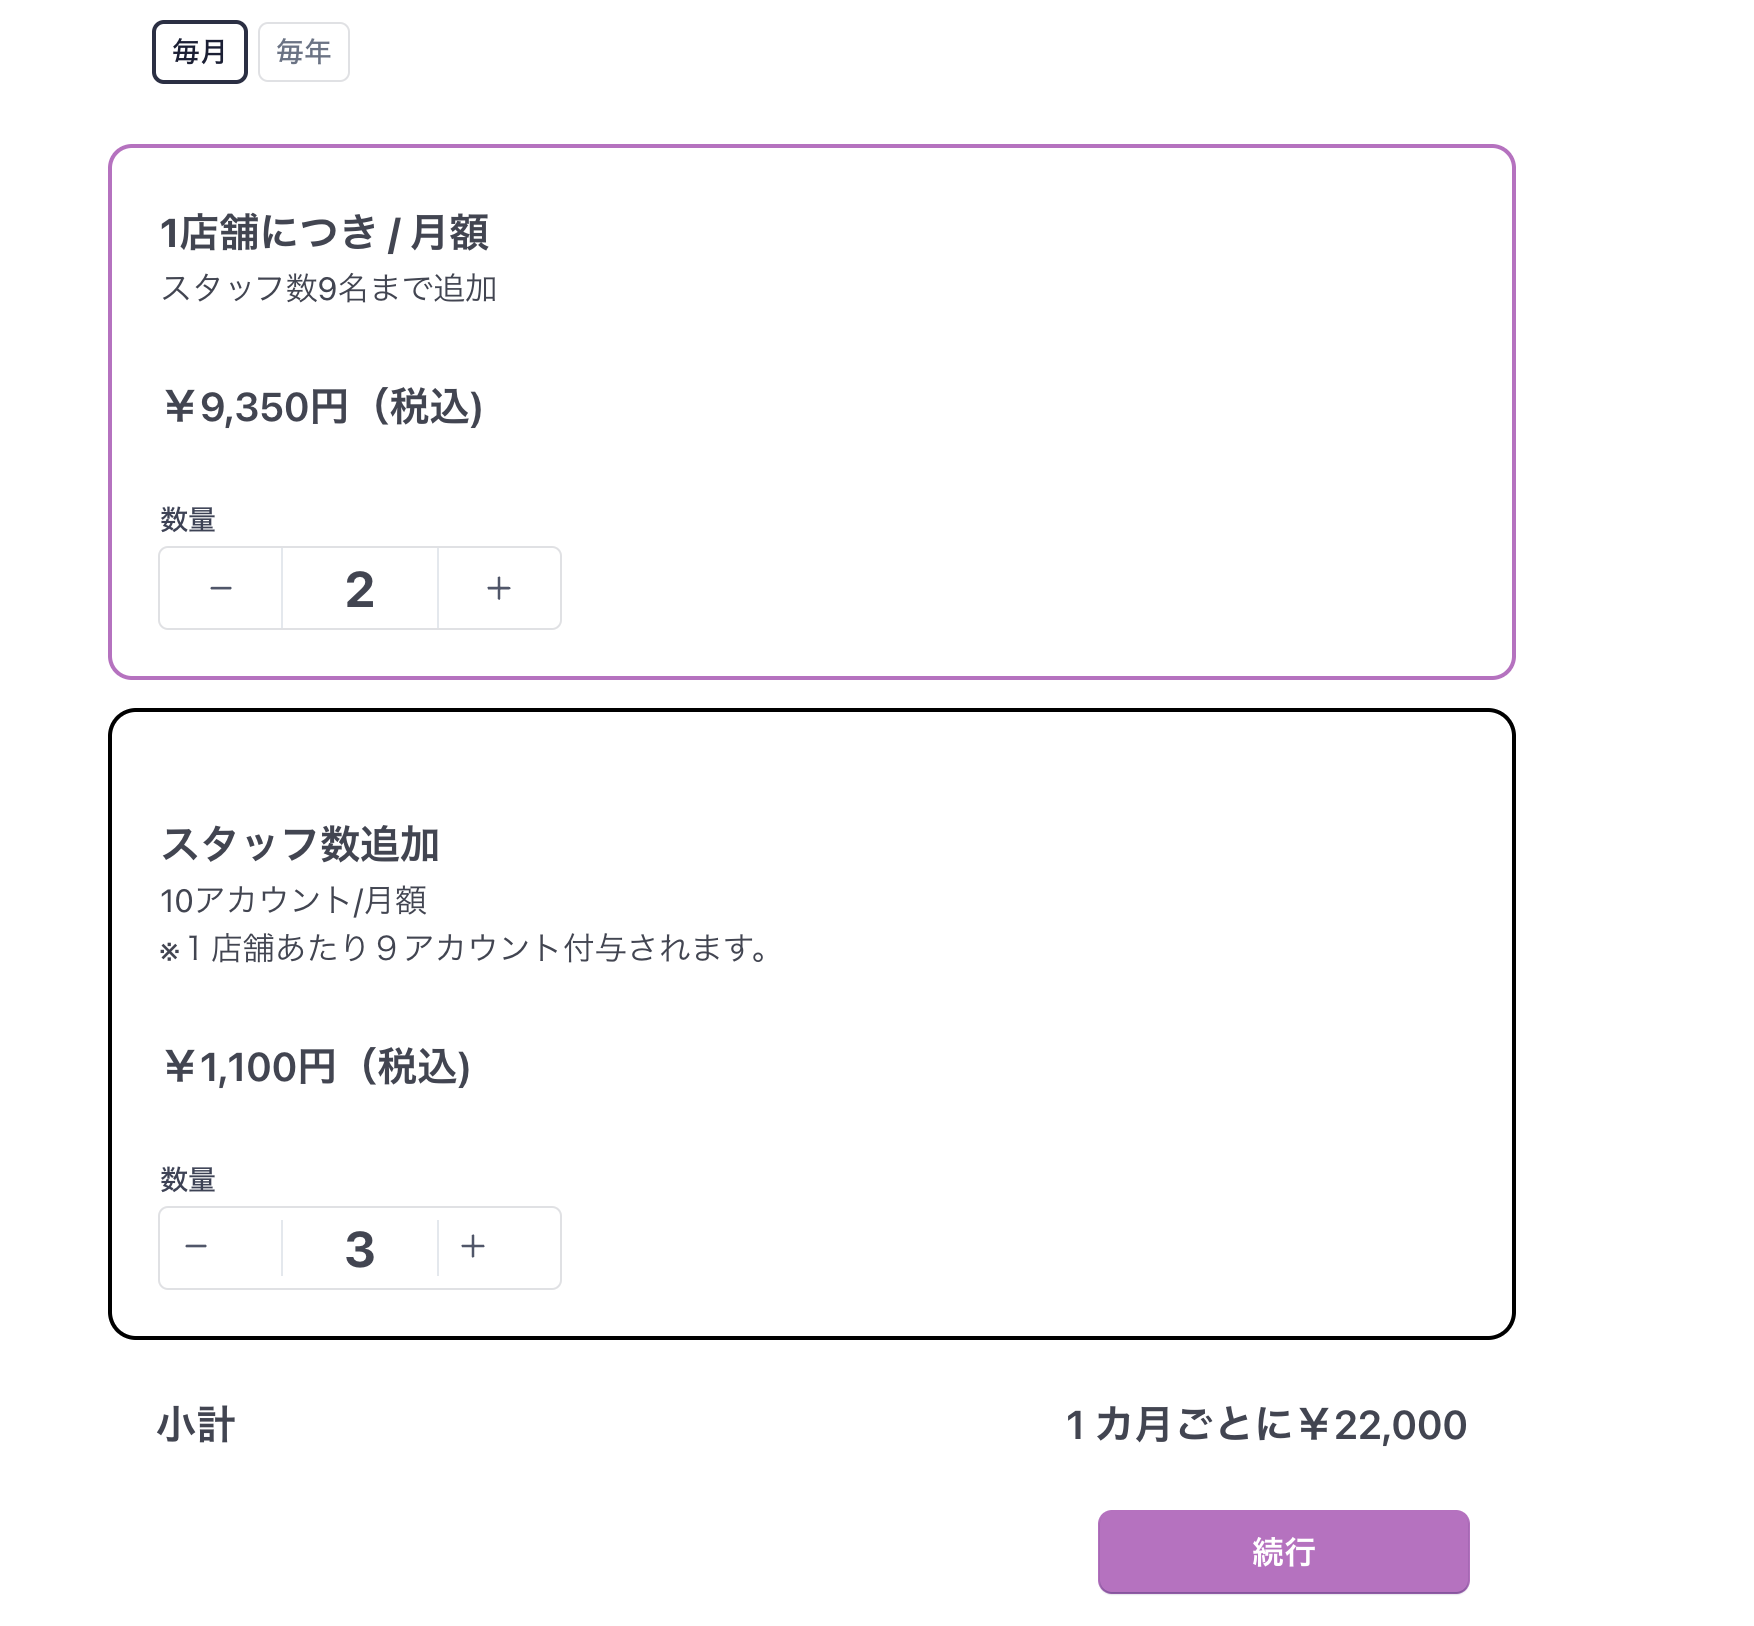 毎月 毎年
1店舗につき / 月額
スタッフ数9名まで追加
￥9,350円（税込)
数量
− 2 +
スタッフ数追加
10アカウント/月額
※１店舗あたり９アカウント付与されます。
￥1,100円（税込)
数量
− 3 +
小計 1 カ月ごとに￥22,000
続行